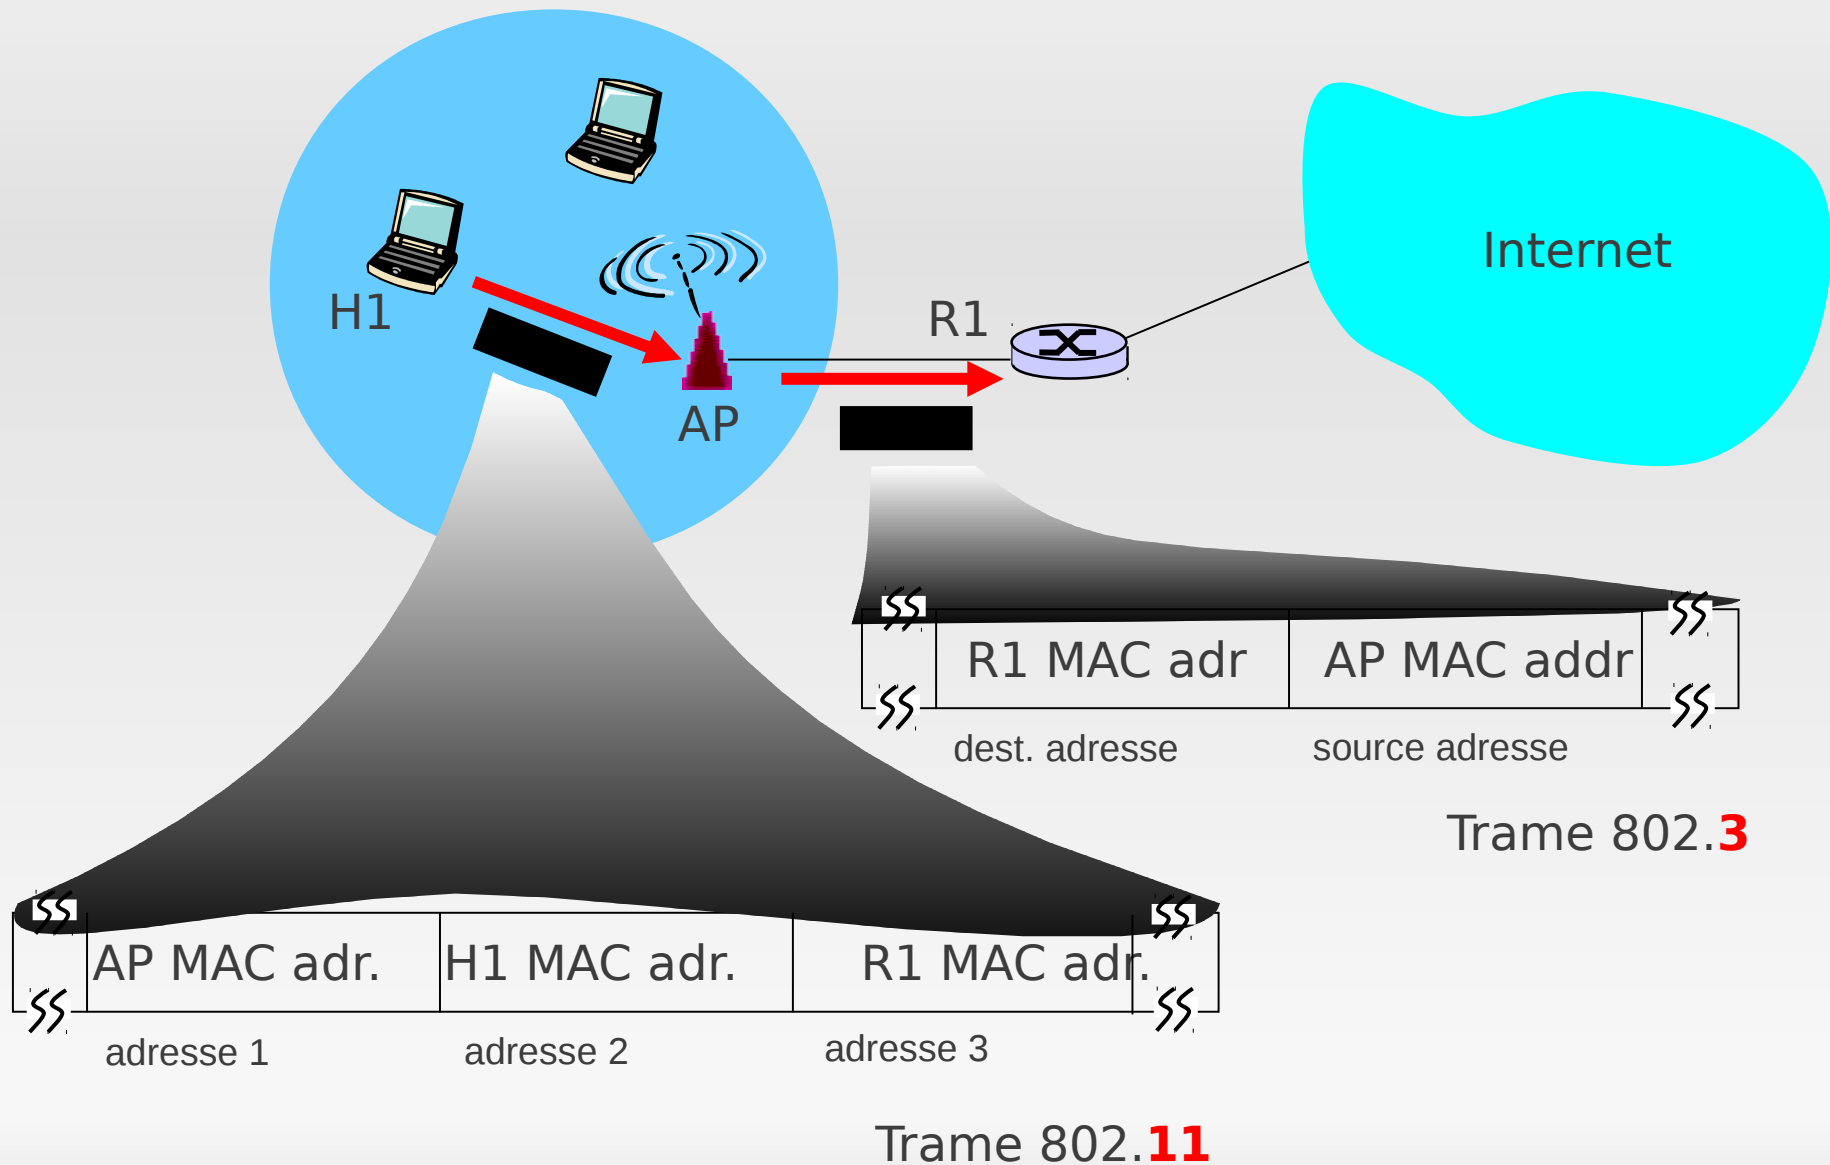 Internet
H1
R1
AP
R1 MAC adr
AP MAC addr
dest. adresse
source adresse
Trame 802.3
AP MAC adr.
H1 MAC adr.
R1 MAC adr.
adresse 1
adresse 2
adresse 3
Trame 802.11